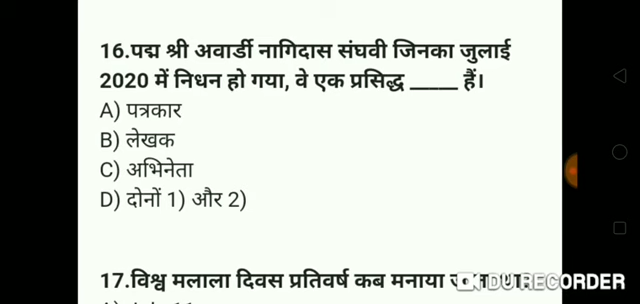 16.पद्म श्री अवार्डी नागिदास संघवी जिनका जुलाई
2020 में निधन हो गया, वे एक प्रसिद्ध _____ हैं।
A) पत्रकार
B) लेखक
C) अभिनेता
D) दोनों 1) और 2)
17.विश्व मलाला दिवस प्रतिवर्ष कब मनाया
DU RECORDER